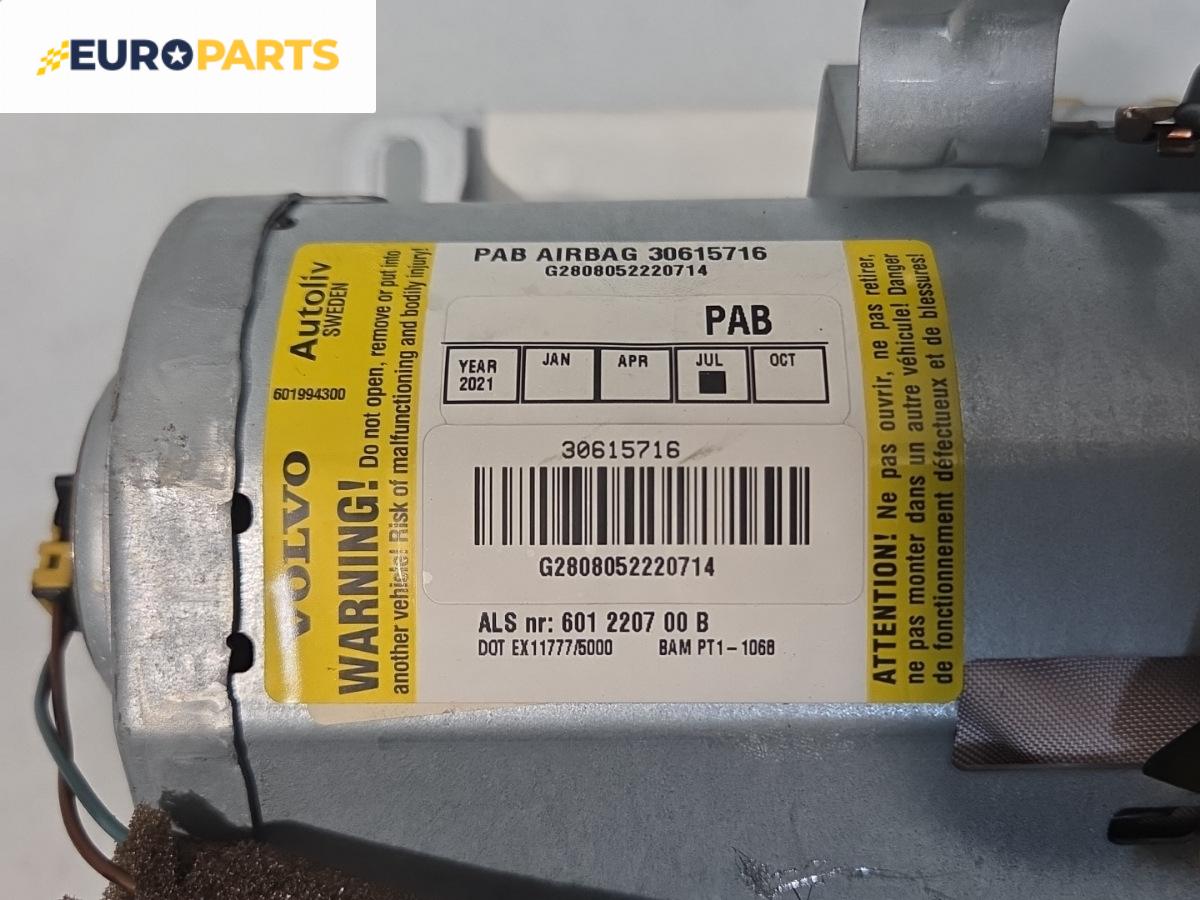 EUROPARTS
PAB AIRBAG 30615716
G2808052220714
PAB
YEAR 2021 JAN APR JUL OCT
30615716
G2808052220714
ALS nr: 601 2207 00 B
DOT EX11777/5000 BAM PT1-1068
Autoliv
SWEDEN
601994300
VOLVO
WARNING! Do not open, remove or put into
another vehicle! Risk of malfunctioning and bodily injury!
ATTENTION! Ne pas ouvrir, ne pas retirer,
ne pas monter dans un autre véhicule! Danger
de fonctionnement défectueux et de blessures!